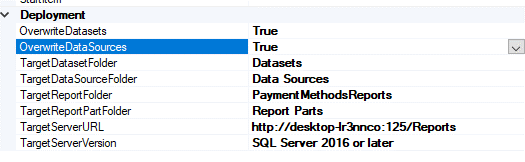 Deployment
OverwriteDatasets True
OverwriteDataSources True
TargetDatasetFolder Datasets
TargetDataSourceFolder Data Sources
TargetReportFolder PaymentMethodsReports
TargetReportPartFolder Report Parts
TargetServerURL http://desktop-lr3nnco:125/Reports
TargetServerVersion SQL Server 2016 or later